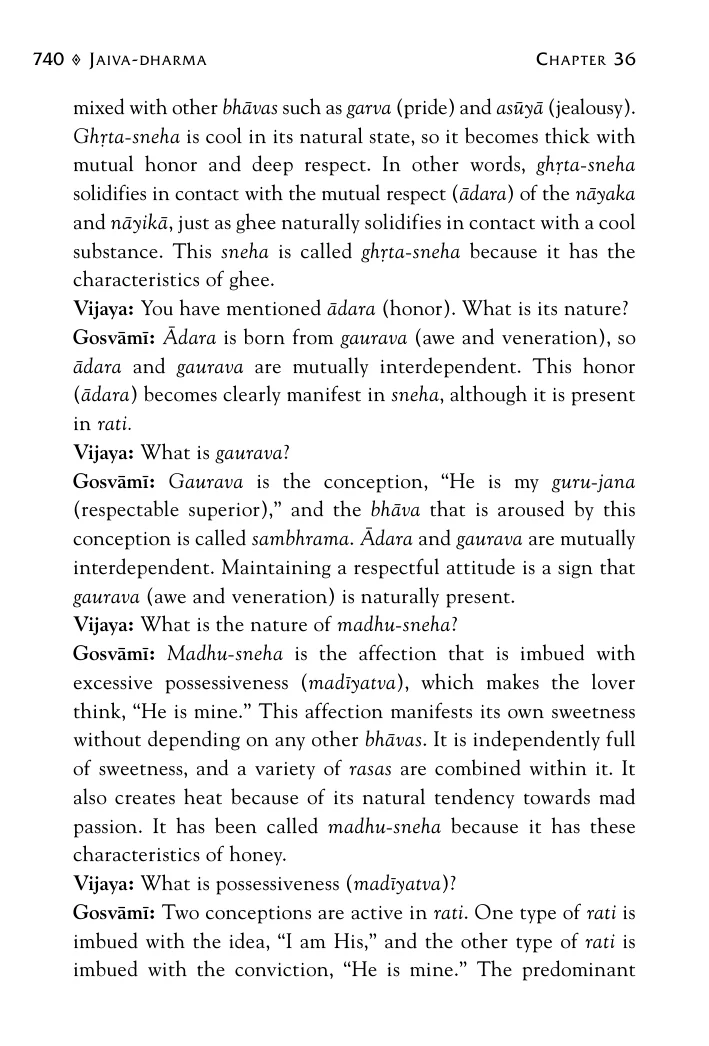 740 ◈ JAIVA-DHARMA CHAPTER 36
mixed with other bhāvas such as garva (pride) and asūyā (jealousy).
Ghṛta-sneha is cool in its natural state, so it becomes thick with
mutual honor and deep respect. In other words, ghṛta-sneha
solidifies in contact with the mutual respect (ādara) of the nāyaka
and nāyikā, just as ghee naturally solidifies in contact with a cool
substance. This sneha is called ghṛta-sneha because it has the
characteristics of ghee.
Vijaya: You have mentioned ādara (honor). What is its nature?
Gosvāmī: Ādara is born from gaurava (awe and veneration), so
ādara and gaurava are mutually interdependent. This honor
(ādara) becomes clearly manifest in sneha, although it is present
in rati.
Vijaya: What is gaurava?
Gosvāmī: Gaurava is the conception, “He is my guru-jana
(respectable superior),” and the bhāva that is aroused by this
conception is called sambhrama. Ādara and gaurava are mutually
interdependent. Maintaining a respectful attitude is a sign that
gaurava (awe and veneration) is naturally present.
Vijaya: What is the nature of madhu-sneha?
Gosvāmī: Madhu-sneha is the affection that is imbued with
excessive possessiveness (madīyatva), which makes the lover
think, “He is mine.” This affection manifests its own sweetness
without depending on any other bhāvas. It is independently full
of sweetness, and a variety of rasas are combined within it. It
also creates heat because of its natural tendency towards mad
passion. It has been called madhu-sneha because it has these
characteristics of honey.
Vijaya: What is possessiveness (madīyatva)?
Gosvāmī: Two conceptions are active in rati. One type of rati is
imbued with the idea, “I am His,” and the other type of rati is
imbued with the conviction, “He is mine.” The predominant